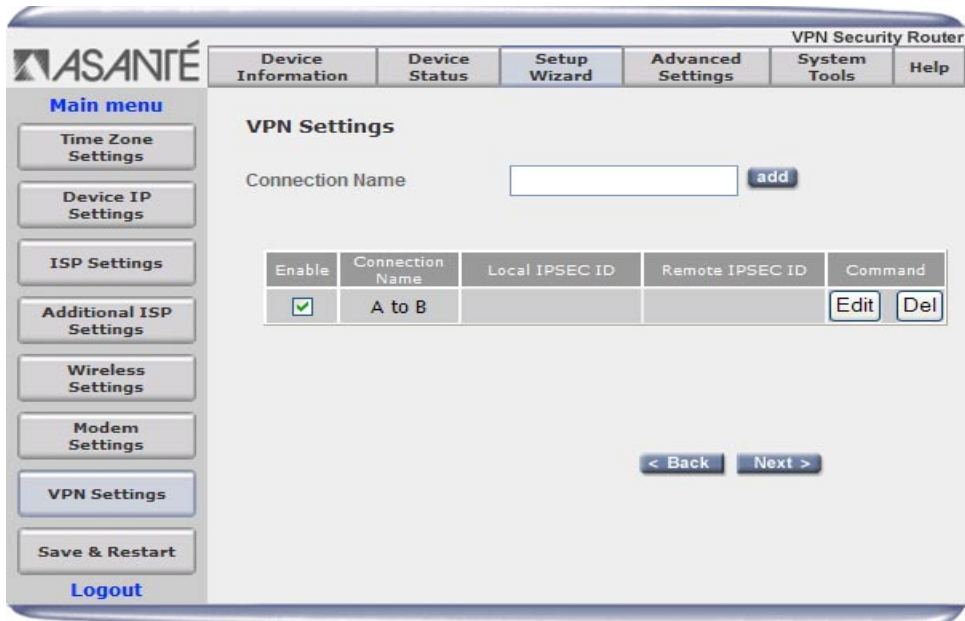 VPN Security Router
ASANTÉ
Device Information
Device Status
Setup Wizard
Advanced Settings
System Tools
Help
Main menu
Time Zone Settings
Device IP Settings
ISP Settings
Additional ISP Settings
Wireless Settings
Modem Settings
VPN Settings
Save & Restart
Logout
VPN Settings
Connection Name
add
Enable
Connection Name
Local IPSEC ID
Remote IPSEC ID
Command
A to B
Edit
Del
< Back
Next >